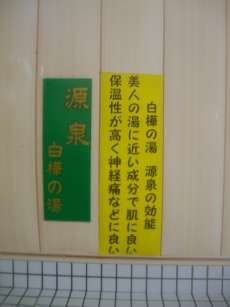 白樺の湯　源泉の効能
美人の湯に近い成分で肌に良い
保温性が高く神経痛などに良い
源泉
白樺の湯